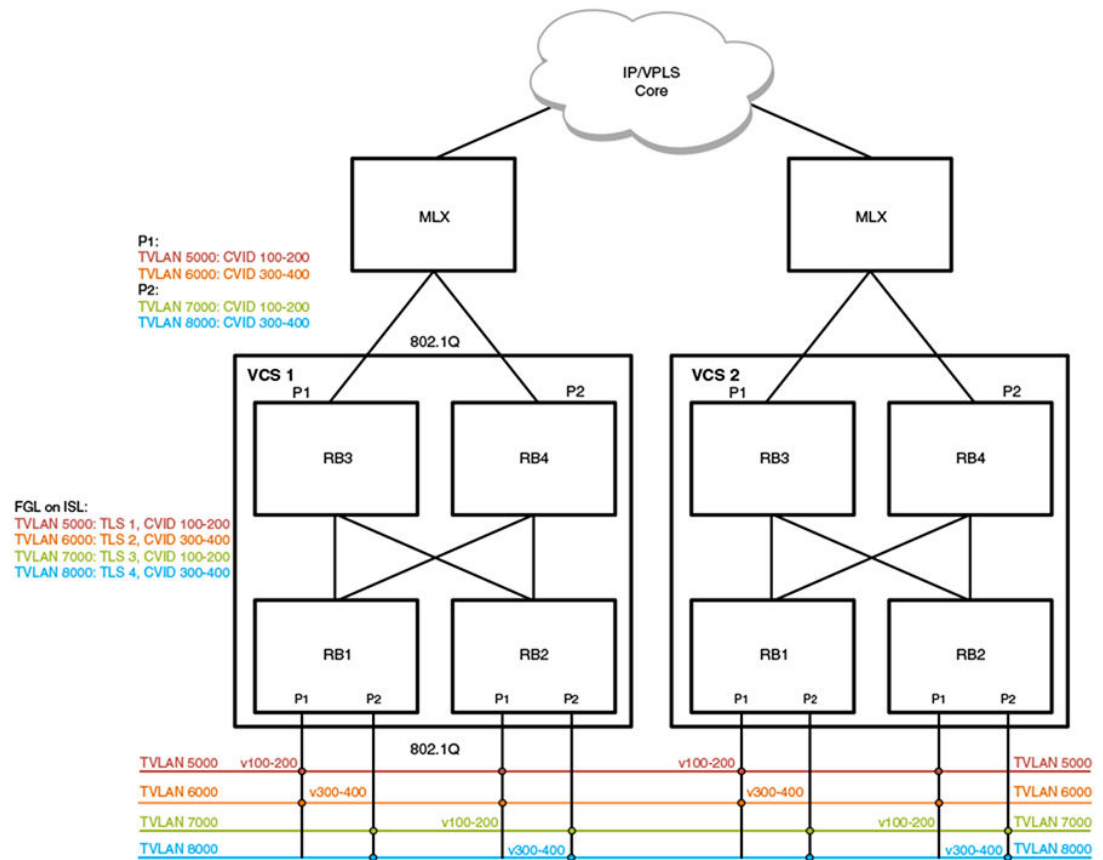 IP/VPLS
Core
MLX
MLX
P1:
TVLAN 5000: CVID 100-200
TVLAN 6000: CVID 300-400
P2:
TVLAN 7000: CVID 100-200
TVLAN 8000: CVID 300-400
802.1Q
VCS 1
P1
P2
VCS 2
P1
P2
RB3
RB4
RB3
RB4
FGL on ISL:
TVLAN 5000: TLS 1, CVID 100-200
TVLAN 6000: TLS 2, CVID 300-400
TVLAN 7000: TLS 3, CVID 100-200
TVLAN 8000: TLS 4, CVID 300-400
RB1
RB2
RB1
RB2
P1
P2
P1
P2
P1
P2
P1
P2
802.1Q
TVLAN 5000 v100-200 v100-200 TVLAN 5000
TVLAN 6000 v300-400 v300-400 TVLAN 6000
TVLAN 7000 v100-200 v100-200 TVLAN 7000
TVLAN 8000 v300-400 v300-400 TVLAN 8000